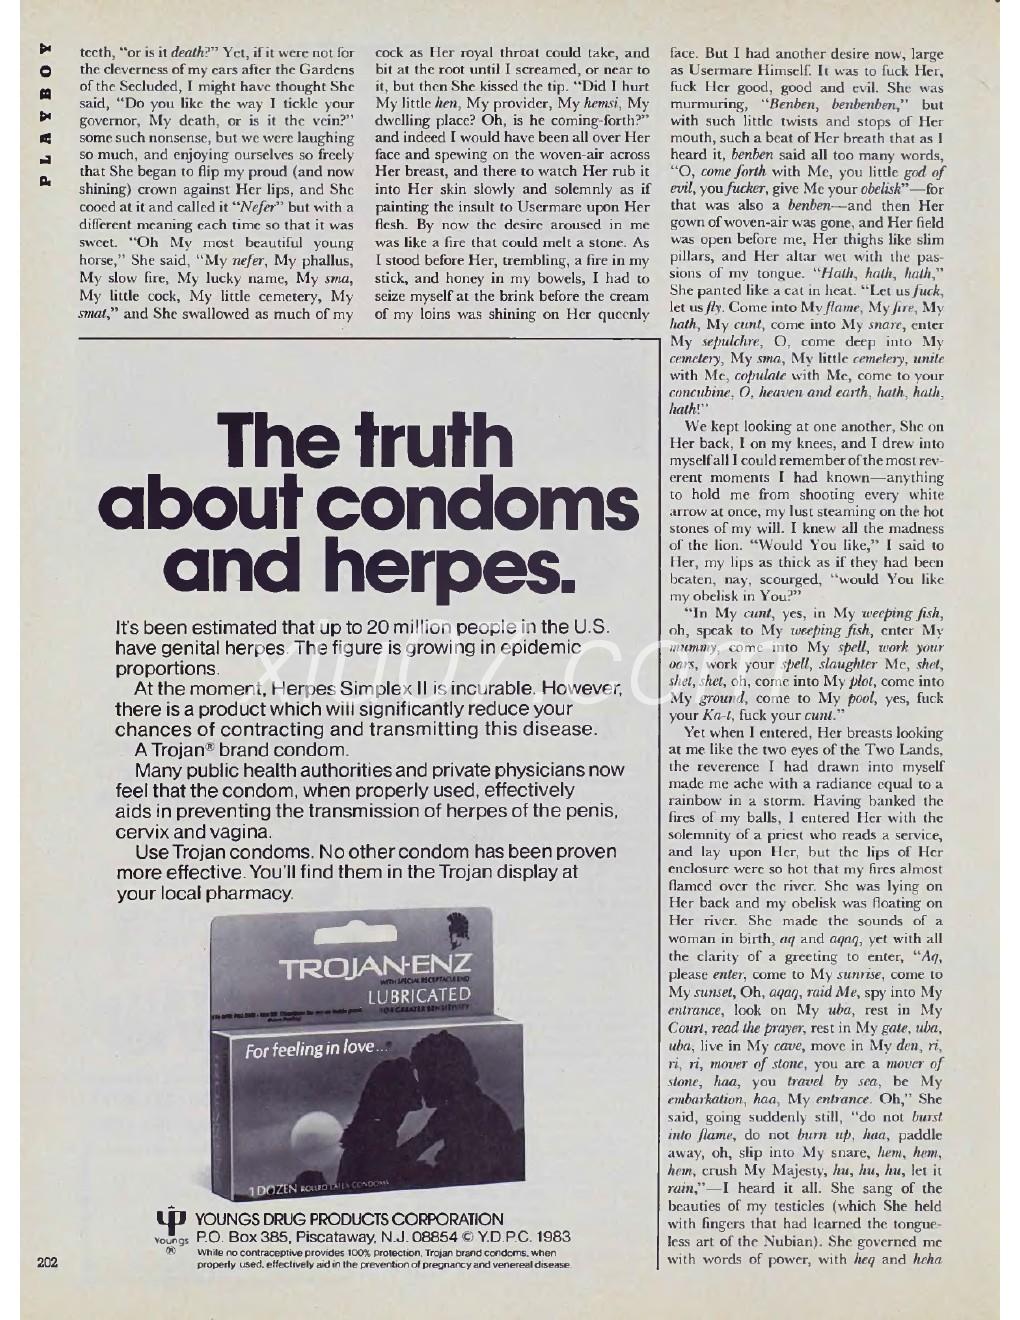 PLAYBOY
teeth, “or is it death?” Yet, if it were not for
the cleverness of my ears after the Gardens
of the Secluded, I might have thought She
said, “Do you like the way I tickle your
governor, My death, or is it the vein?”
some such nonsense, but we were laughing
so much, and enjoying ourselves so freely
that She began to flip my proud (and now
shining) crown against Her lips, and She
cooed at it and called it “Nefer” but with a
different meaning each time so that it was
sweet. “Oh My most beautiful young
horse,” She said, “My nefer, My phallus,
My slow fire, My lucky name, My sma,
My little cock, My little cemetery, My
smat,” and She swallowed as much of my
cock as Her royal throat could take, and
bit at the root until I screamed, or near to
it, but then She kissed the tip. “Did I hurt
My little hen, My provider, My hemsi, My
dwelling place? Oh, is he coming-forth?”
and indeed I would have been all over Her
face and spewing on the woven-air across
Her breast, and there to watch Her rub it
into Her skin slowly and solemnly as if
painting the insult to Usermare upon Her
flesh. By now the desire aroused in me
was like a fire that could melt a stone. As
I stood before Her, trembling, a fire in my
stick, and honey in my bowels, I had to
seize myself at the brink before the cream
of my loins was shining on Her queenly
face. But I had another desire now, large
as Usermare Himself. It was to fuck Her,
fuck Her good, good and evil. She was
murmuring, “Benben, benbenben,” but
with such little twists and stops of Her
mouth, such a beat of Her breath that as I
heard it, benben said all too many words,
“O, come forth with Me, you little god of
evil, you fucker, give Me your obelisk”—for
that was also a benben—and then Her
gown of woven-air was gone, and Her field
was open before me, Her thighs like slim
pillars, and Her altar wet with the pas-
sions of my tongue. “Hath, hath, hath,”
She panted like a cat in heat. “Let us fuck,
let us fly. Come into My flame, My fire, My
hath, My cunt, come into My snare, enter
My sepulchre, O, come deep into My
cemetery, My sma, My little cemetery, unite
with Me, copulate with Me, come to your
concubine, O, heaven and earth, hath, hath,
hath!”
We kept looking at one another, She on
Her back, I on my knees, and I drew into
myself all I could remember of the most rev-
erent moments I had known—anything
to hold me from shooting every white
arrow at once, my lust steaming on the hot
stones of my will. I knew all the madness
of the lion. “Would You like,” I said to
Her, my lips as thick as if they had been
beaten, nay, scourged, “would You like
my obelisk in You?”
“In My cunt, yes, in My weeping fish,
oh, speak to My weeping fish, enter My
mummy, come into My spell, work your
oars, work your spell, slaughter Me, shet,
shet, shet, oh, come into My plot, come into
My ground, come to My pool, yes, fuck
your Ka-t, fuck your cunt.”
Yet when I entered, Her breasts looking
at me like the two eyes of the Two Lands,
the reverence I had drawn into myself
made me ache with a radiance equal to a
rainbow in a storm. Having banked the
fires of my balls, I entered Her with the
solemnity of a priest who reads a service,
and lay upon Her, but the lips of Her
enclosure were so hot that my fires almost
flamed over the river. She was lying on
Her back and my obelisk was floating on
Her river. She made the sounds of a
woman in birth, aq and aqaq, yet with all
the clarity of a greeting to enter, “Aq,
please enter, come to My sunrise, come to
My sunset, Oh, aqaq, raid Me, spy into My
entrance, look on My uba, rest in My
Court, read the prayer, rest in My gate, uba,
uba, live in My cave, move in My den, ri,
ri, ri, mover of stone, you are a mover of
stone, haa, you travel by sea, be My
embarkation, haa, My entrance. Oh,” She
said, going suddenly still, “do not burst
into flame, do not burn up, haa, paddle
away, oh, slip into My snare, hem, hem,
hem, crush My Majesty, hu, hu, hu, let it
rain,”—I heard it all. She sang of the
beauties of my testicles (which She held
with fingers that had learned the tongue-
less art of the Nubian). She governed me
with words of power, with heq and heha
The truth
about condoms
and herpes.
It's been estimated that up to 20 million people in the U.S.
have genital herpes. The figure is growing in epidemic
proportions.
At the moment, Herpes Simplex II is incurable. However,
there is a product which will significantly reduce your
chances of contracting and transmitting this disease.
A Trojan® brand condom.
Many public health authorities and private physicians now
feel that the condom, when properly used, effectively
aids in preventing the transmission of herpes of the penis,
cervix and vagina.
Use Trojan condoms. No other condom has been proven
more effective. You'll find them in the Trojan display at
your local pharmacy.
TROJAN-ENZ
WITH SPECIAL RECEPTACLE END
LUBRICATED
FOR GREATER SENSITIVITY
For feeling in love...
1 DOZEN ROLLED LATEX CONDOMS
Youngs
®
YOUNGS DRUG PRODUCTS CORPORATION
P.O. Box 385, Piscataway, N.J. 08854 © Y.D.P.C. 1983
While no contraceptive provides 100% protection, Trojan brand condoms, when
properly used, effectively aid in the prevention of pregnancy and venereal disease.
202